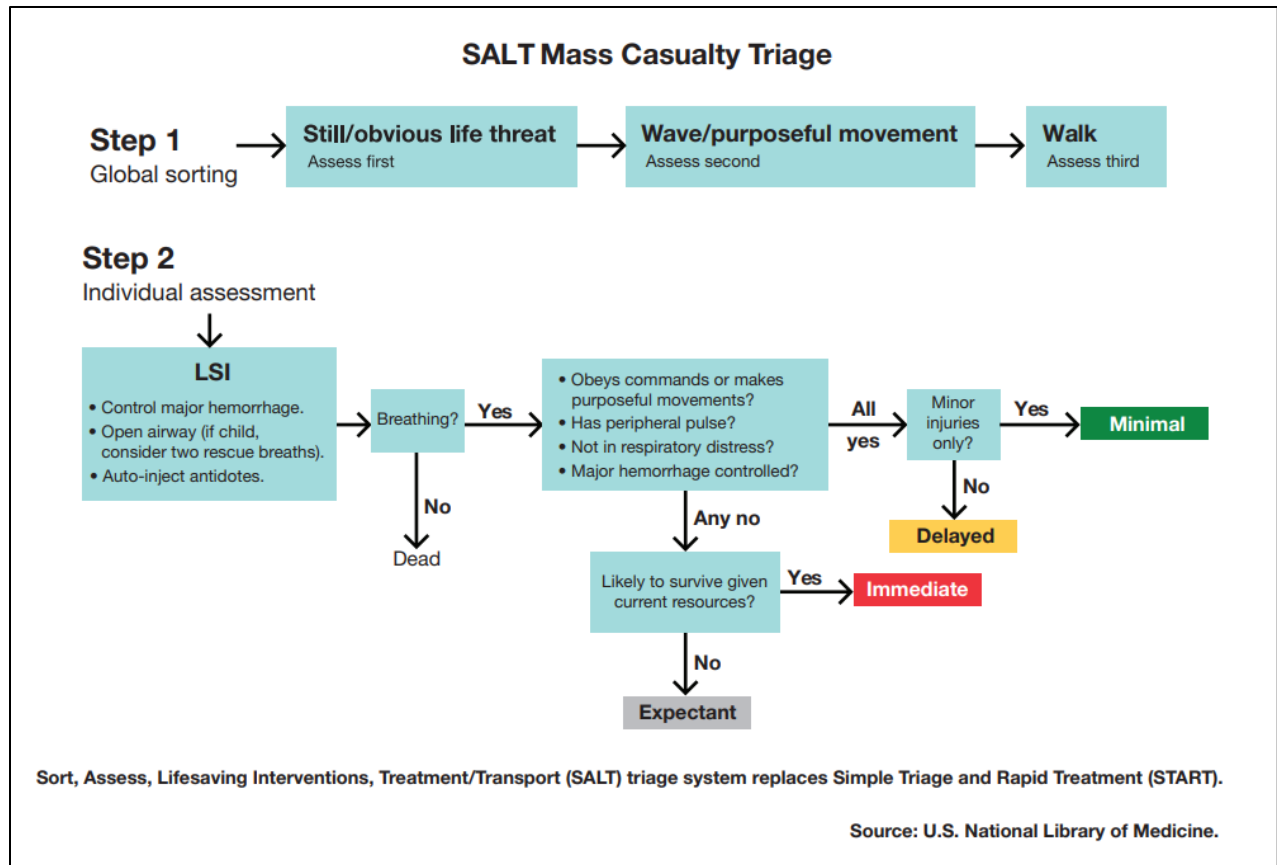 SALT Mass Casualty Triage
Step 1
Global sorting
Still/obvious life threat
Assess first
Wave/purposeful movement
Assess second
Walk
Assess third
Step 2
Individual assessment
LSI
• Control major hemorrhage.
• Open airway (if child,
consider two rescue breaths).
• Auto-inject antidotes.
Breathing?
Yes
No
Dead
• Obeys commands or makes
purposeful movements?
• Has peripheral pulse?
• Not in respiratory distress?
• Major hemorrhage controlled?
All
yes
Minor
injuries
only?
Yes
Minimal
No
Delayed
Any no
Likely to survive given
current resources?
Yes
Immediate
No
Expectant
Sort, Assess, Lifesaving Interventions, Treatment/Transport (SALT) triage system replaces Simple Triage and Rapid Treatment (START).
Source: U.S. National Library of Medicine.